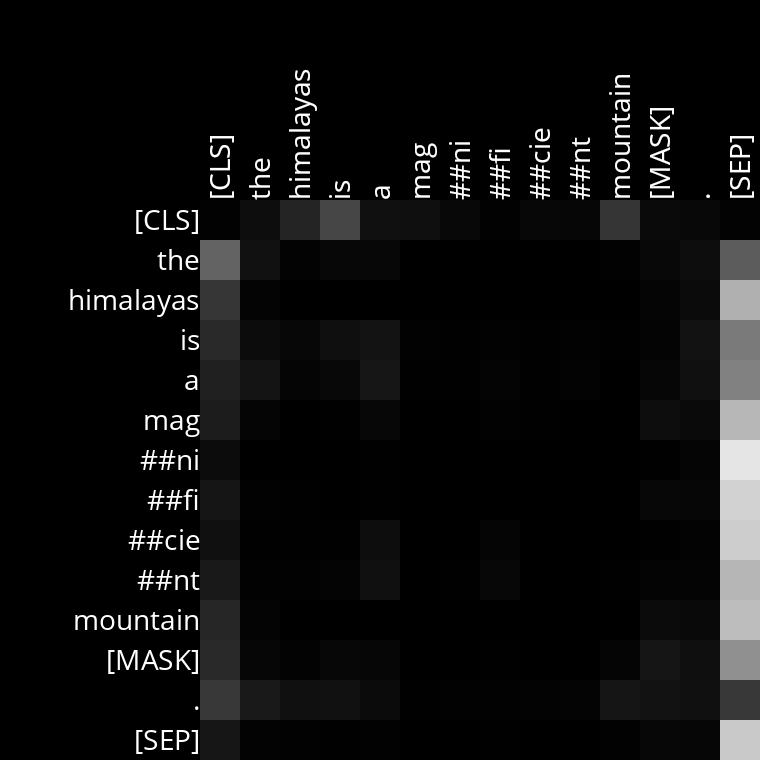 [CLS] the himalayas is a mag ##ni ##fi ##cie ##nt mountain [MASK] . [SEP]
[CLS]
the
himalayas
is
a
mag
##ni
##fi
##cie
##nt
mountain
[MASK]
.
[SEP]